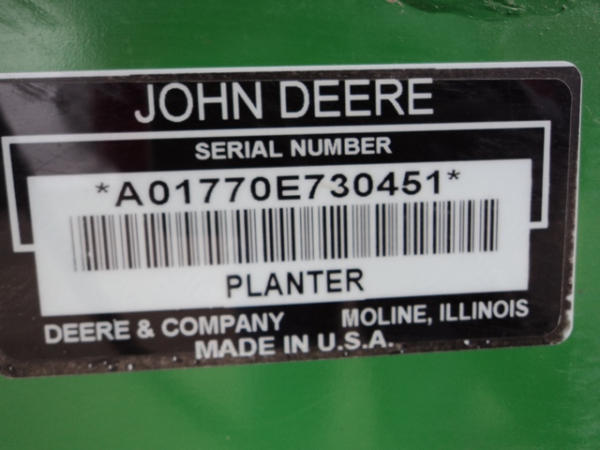 JOHN DEERE
SERIAL NUMBER
*A01770E730451*
PLANTER
DEERE & COMPANY MOLINE, ILLINOIS
MADE IN U.S.A.